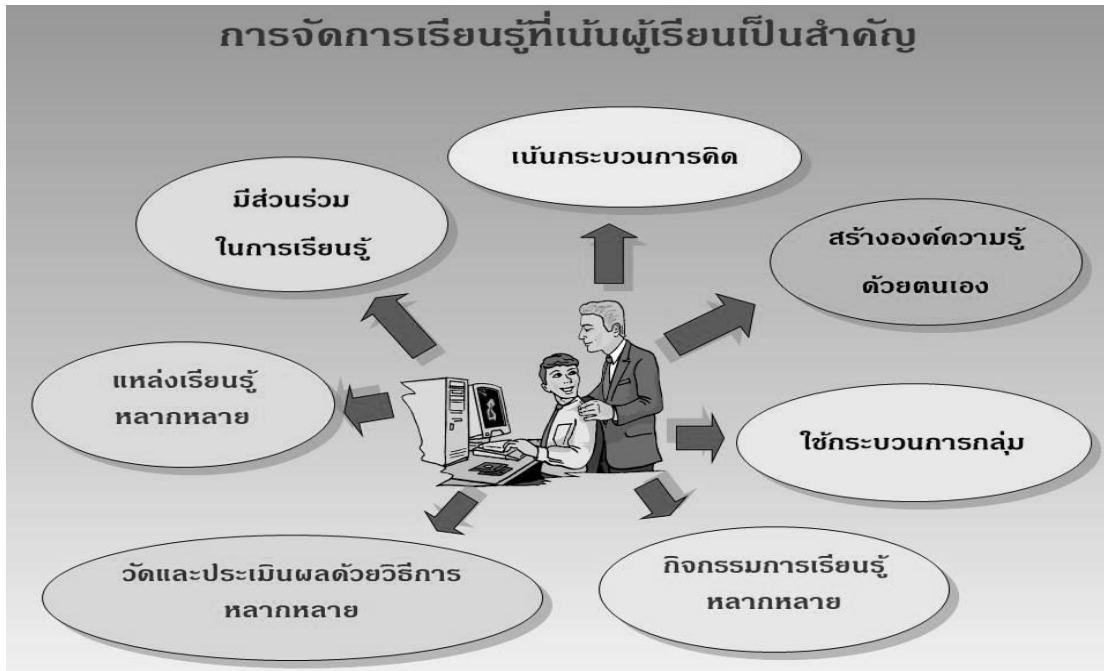 การจัดการเรียนรู้ที่เน้นผู้เรียนเป็นสำคัญ
เน้นกระบวนการคิด
มีส่วนร่วม
ในการเรียนรู้
สร้างองค์ความรู้
ด้วยตนเอง
แหล่งเรียนรู้
หลากหลาย
ใช้กระบวนการกลุ่ม
วัดและประเมินผลด้วยวิธีการ
หลากหลาย
กิจกรรมการเรียนรู้
หลากหลาย